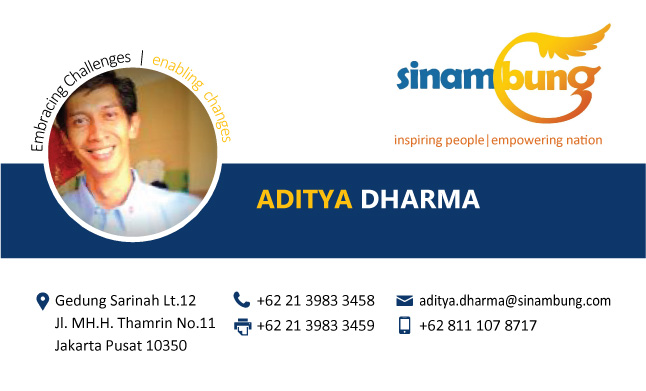 Embracing Challenges | enabling changes
sinambung
inspiring people|empowering nation
ADITYA DHARMA
Gedung Sarinah Lt.12
Jl. MH.H. Thamrin No.11
Jakarta Pusat 10350
+62 21 3983 3458
+62 21 3983 3459
aditya.dharma@sinambung.com
+62 811 107 8717